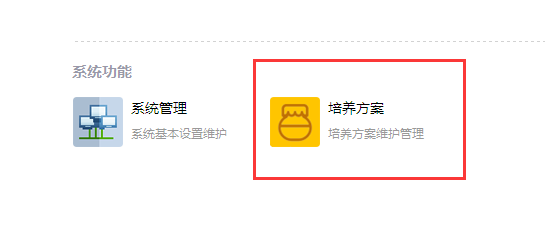 系统功能
系统管理
系统基本设置维护
培养方案
培养方案维护管理